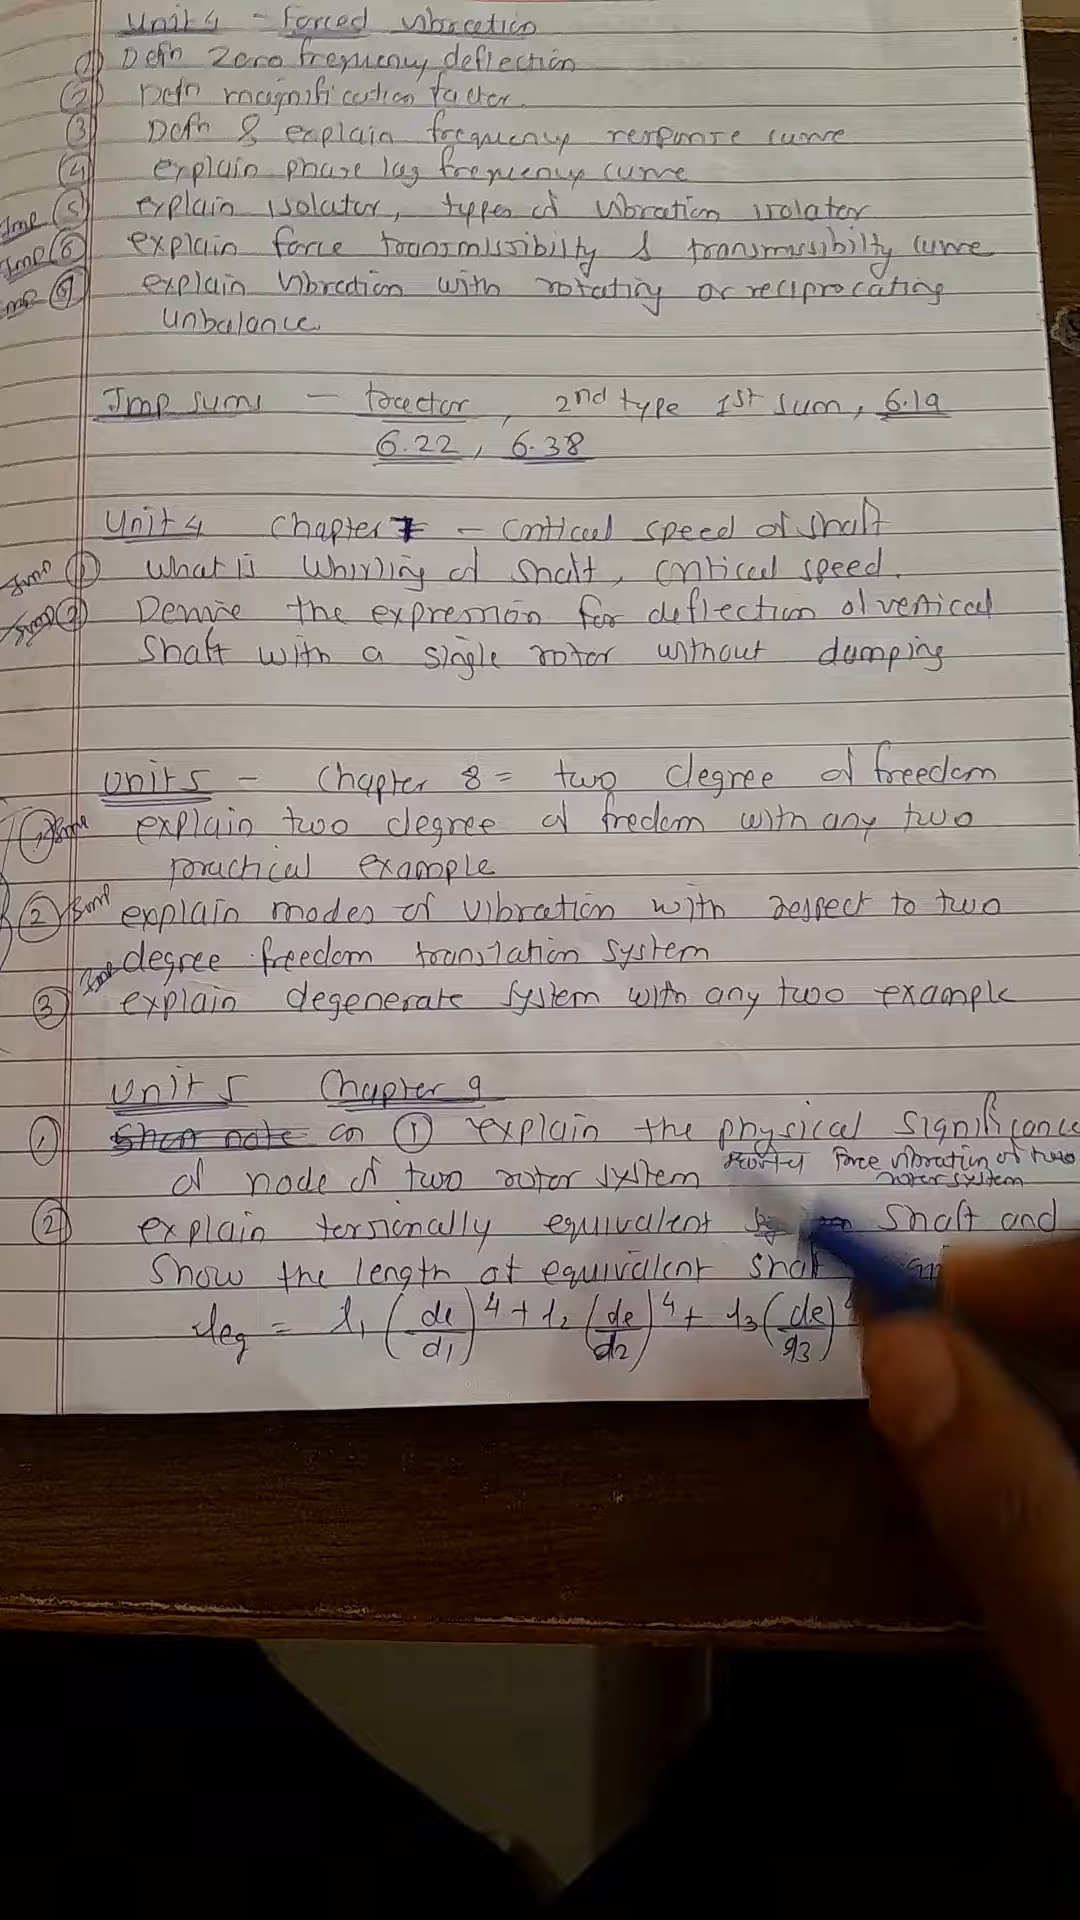 Unit 4 - Forced vibration
① Defn Zero frequency deflection
② Defn magnification factor.
③ Defn & explain frequency response curve
④ explain phase lag frequency curve
Imp ⑤ explain isolator, types of vibration isolator
Imp ⑥ explain force transmissibilty & transmissibilty curve
Imp ⑦ explain vibration with rotating or reciprocating
unbalance.
Imp sums - tractor, 2nd type 1st sum, 6.19
6.22, 6.38
Unit 4 Chapter 7 - critical speed of shaft
Imp ① what is whirling of shaft, critical speed.
Imp ② Derive the expression for deflection of vertical
shaft with a single rotor without damping
Unit 5 - Chapter 8 = two degree of freedom
① Imp explain two degree of fredom with any two
practical example
② Imp explain modes of vibration with respect to two
degree freedom translation system
③ Imp explain degenerate system with any two example
Unit 5 Chapter 9
① Short note on ① explain the physical significance
of node of two rotor system Force vibration of two
rotor system
② explain torsionally equivalent shaft and
show the length of equivalent shaft
leq = l₁ (de/d₁)⁴ + l₂ (de/d₂)⁴ + l₃ (de/d3)⁴